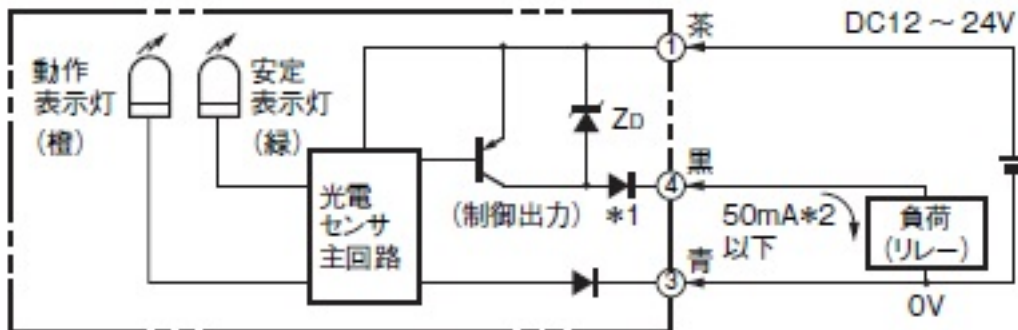 茶
DC12 ～ 24V
①
動作
表示灯
(橙)
安定
表示灯
(緑)
ZD
黒
④
光電
センサ
主回路
(制御出力)
*1
50mA*2
以下
負荷
(リレー)
青
③
0V